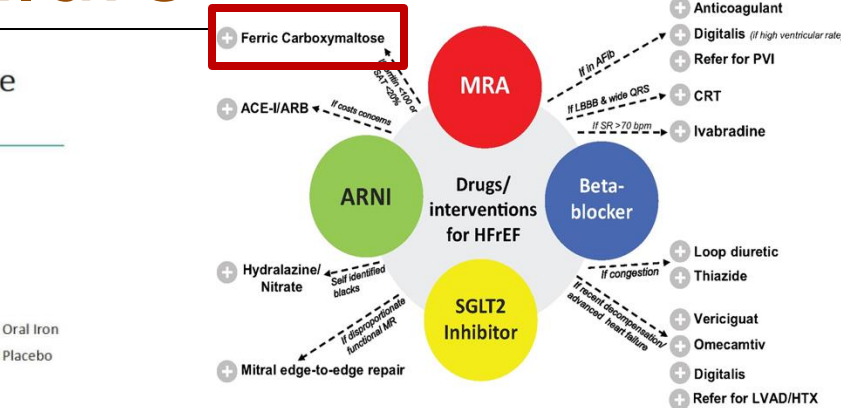 e
Oral Iron
Placebo
Ferric Carboxymaltose
ACE-I/ARB
If costs concerns
MRA
If in AFib
If LBBB & wide QRS
If SR >70 bpm
Anticoagulant
Digitalis (if high ventricular rate
Refer for PVI
CRT
Ivabradine
ARNI
Drugs/
interventions
for HFrEF
Beta-
blocker
Hydralazine/
Nitrate
Self identified
blacks
If disproportionate
functional MR
Mitral edge-to-edge repair
SGLT2
Inhibitor
If congestion
If recent decompensation/
advanced heart failure
Loop diuretic
Thiazide
Vericiguat
Omecamtiv
Digitalis
Refer for LVAD/HTX